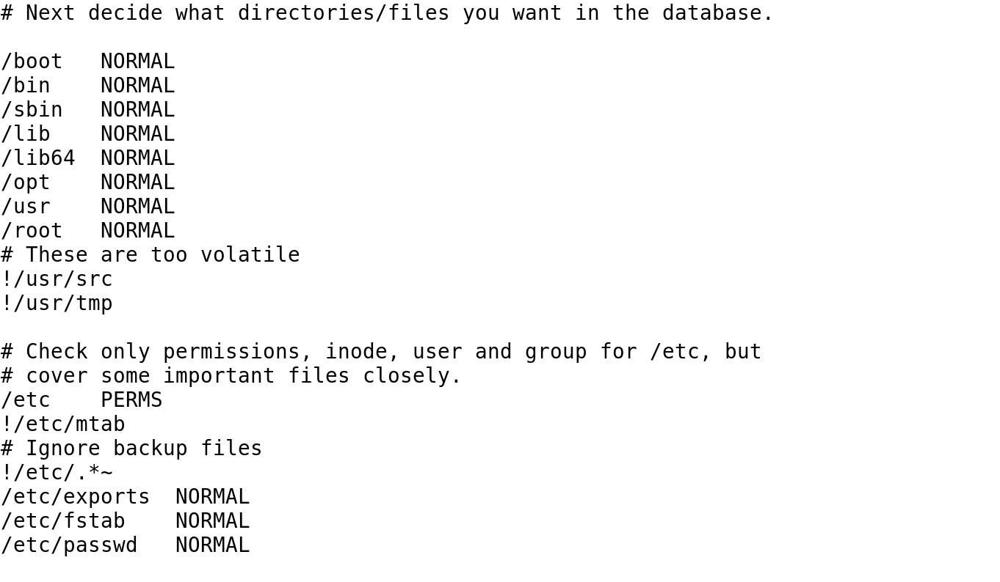 # Next decide what directories/files you want in the database.

/boot   NORMAL
/bin    NORMAL
/sbin   NORMAL
/lib    NORMAL
/lib64  NORMAL
/opt    NORMAL
/usr    NORMAL
/root   NORMAL
# These are too volatile
!/usr/src
!/usr/tmp

# Check only permissions, inode, user and group for /etc, but
# cover some important files closely.
/etc    PERMS
!/etc/mtab
# Ignore backup files
!/etc/.*~
/etc/exports  NORMAL
/etc/fstab    NORMAL
/etc/passwd   NORMAL